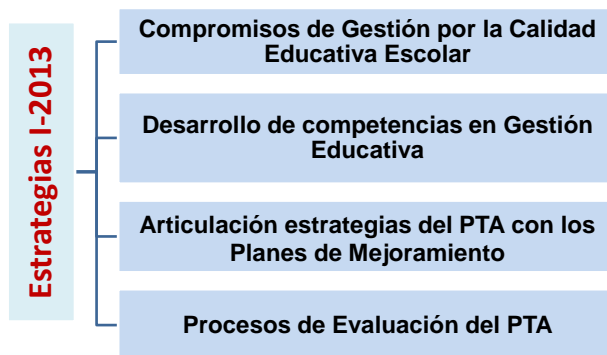 Estrategias I-2013
Compromisos de Gestión por la Calidad
Educativa Escolar
Desarrollo de competencias en Gestión
Educativa
Articulación estrategias del PTA con los
Planes de Mejoramiento
Procesos de Evaluación del PTA